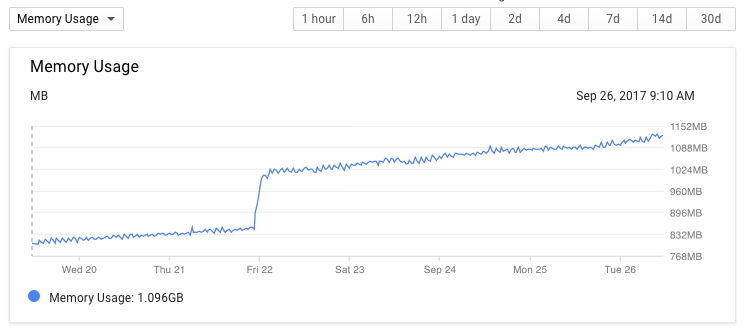 Memory Usage
1 hour 6h 12h 1 day 2d 4d 7d 14d 30d
Memory Usage
MB Sep 26, 2017 9:10 AM
1152MB
1088MB
1024MB
960MB
896MB
832MB
768MB
Wed 20 Thu 21 Fri 22 Sat 23 Sep 24 Mon 25 Tue 26
Memory Usage: 1.096GB